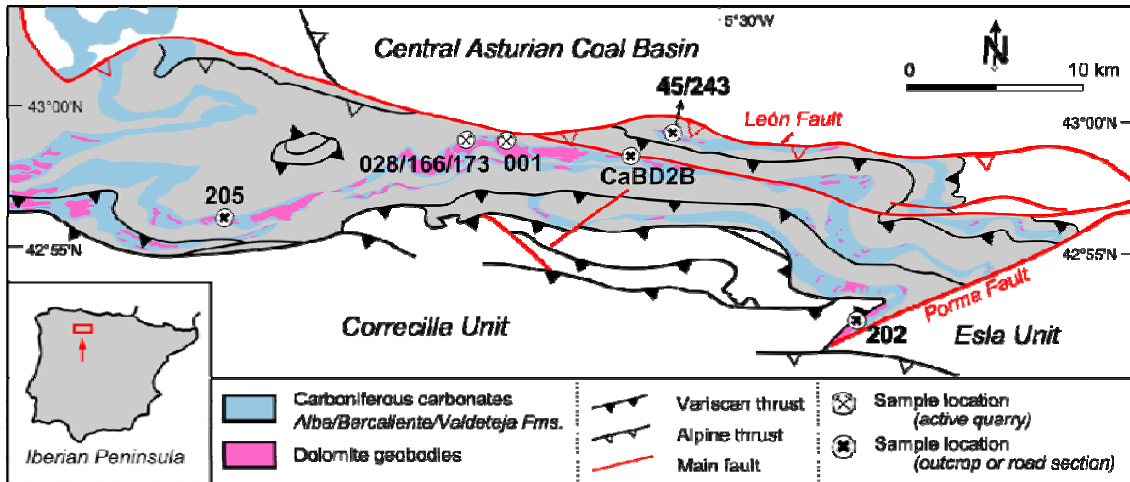 5°30'W
Central Asturian Coal Basin
N
0 10 km
45/243
43°00'N
43°00'N
León Fault
028/166/173 001
CaBD2B
205
42°55'N
42°55'N
Porma Fault
Correcilla Unit
202
Esla Unit
Iberian Peninsula
Carboniferous carbonates
Alba/Barcaliente/Valdeteja Fms.
Dolomite geobodies
Variscan thrust
Alpine thrust
Main fault
Sample location
(active quarry)
Sample location
(outcrop or road section)